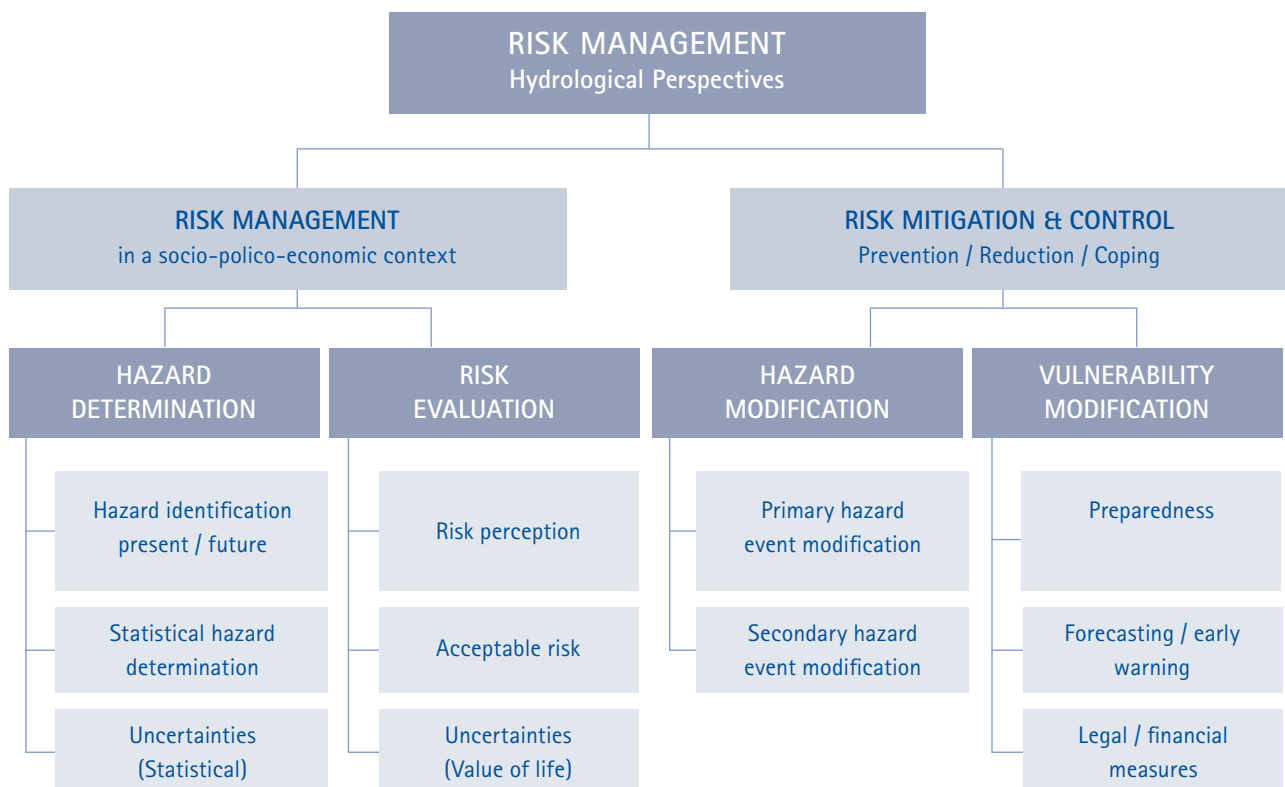 RISK MANAGEMENT
Hydrological Perspectives
RISK MANAGEMENT
in a socio-polico-economic context
RISK MITIGATION & CONTROL
Prevention / Reduction / Coping
HAZARD
DETERMINATION
RISK
EVALUATION
HAZARD
MODIFICATION
VULNERABILITY
MODIFICATION
Hazard identification
present / future
Risk perception
Primary hazard
event modification
Preparedness
Statistical hazard
determination
Acceptable risk
Secondary hazard
event modification
Forecasting / early
warning
Uncertainties
(Statistical)
Uncertainties
(Value of life)
Legal / financial
measures